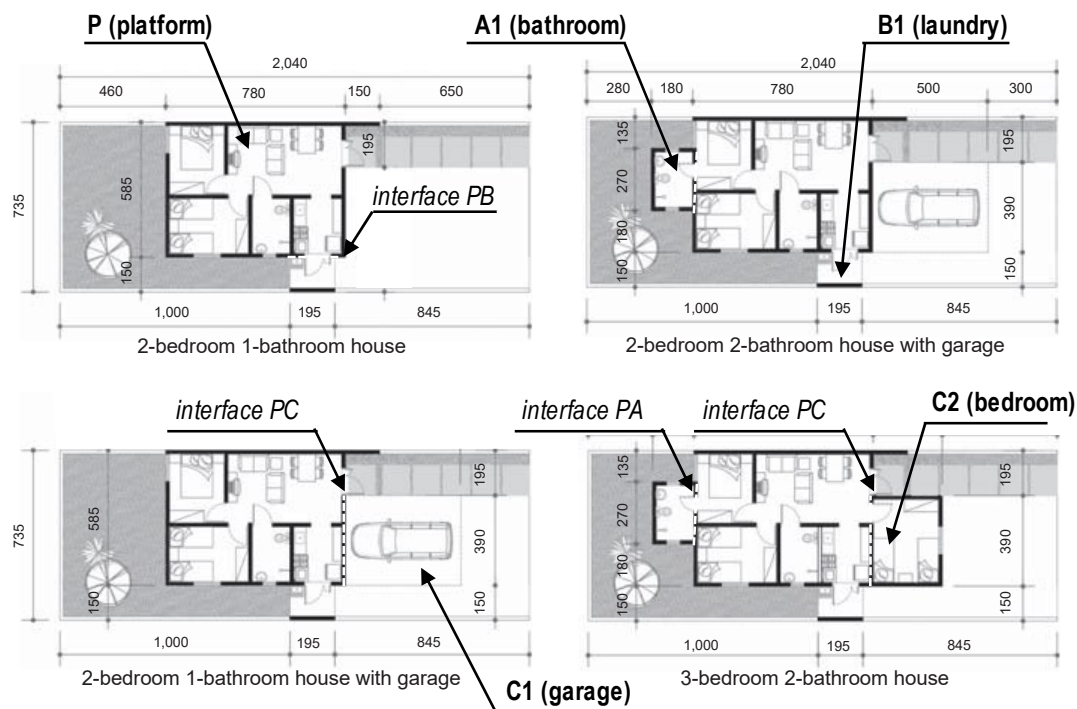 P (platform)
A1 (bathroom)
B1 (laundry)
2,040
460 780 150 650
735
585
150
195
interface PB
1,000 195 845
2-bedroom 1-bathroom house
2,040
280 180 780 500 300
135
270
180
150
195
390
150
1,000 195 845
2-bedroom 2-bathroom house with garage
interface PC
735
585
150
195
390
150
1,000 195 845
2-bedroom 1-bathroom house with garage
C1 (garage)
interface PA
interface PC
C2 (bedroom)
135
270
180
150
195
390
150
1,000 195 845
3-bedroom 2-bathroom house